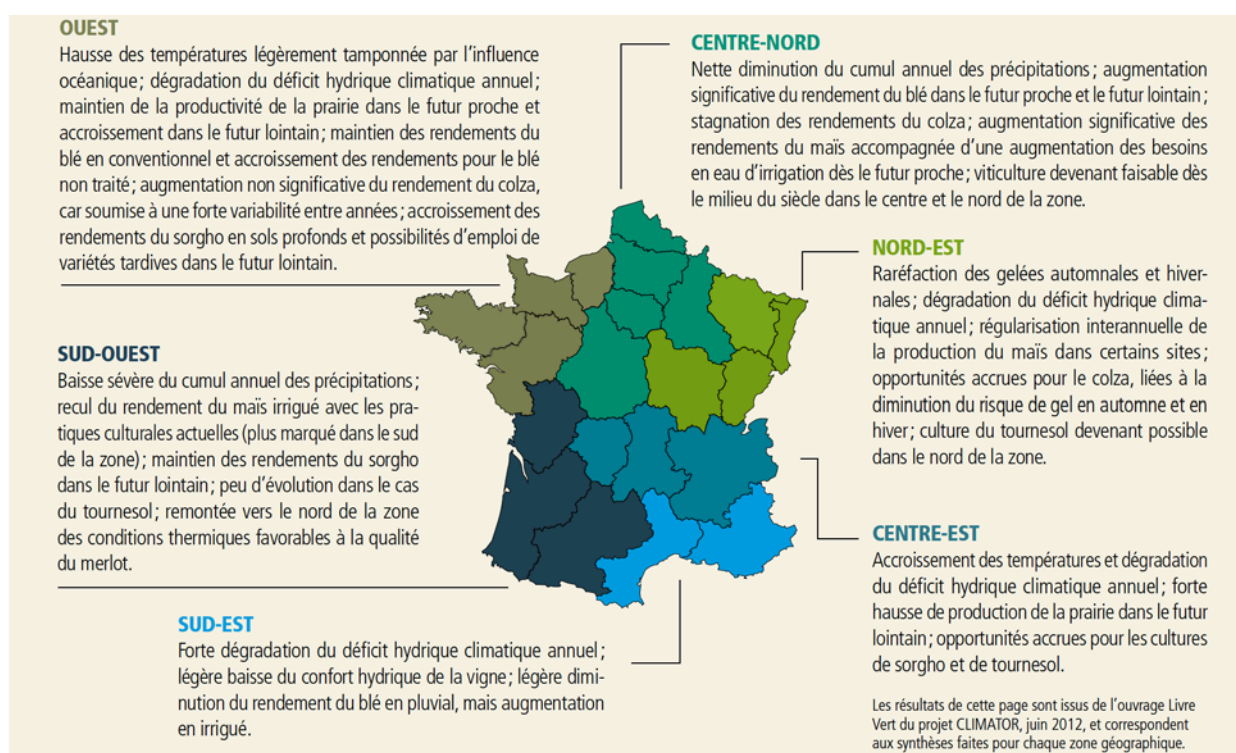 OUEST
Hausse des températures légèrement tamponnée par l'influence
océanique ; dégradation du déficit hydrique climatique annuel ;
maintien de la productivité de la prairie dans le futur proche et
accroissement dans le futur lointain ; maintien des rendements du
blé en conventionnel et accroissement des rendements pour le blé
non traité ; augmentation non significative du rendement du colza,
car soumise à une forte variabilité entre années ; accroissement des
rendements du sorgho en sols profonds et possibilités d'emploi de
variétés tardives dans le futur lointain.
CENTRE-NORD
Nette diminution du cumul annuel des précipitations ; augmentation
significative du rendement du blé dans le futur proche et le futur lointain ;
stagnation des rendements du colza ; augmentation significative des
rendements du maïs accompagnée d'une augmentation des besoins
en eau d'irrigation dès le futur proche ; viticulture devenant faisable dès
le milieu du siècle dans le centre et le nord de la zone.
NORD-EST
Raréfaction des gelées automnales et hiver-
nales ; dégradation du déficit hydrique clima-
tique annuel ; régularisation interannuelle de
la production du maïs dans certains sites ;
opportunités accrues pour le colza, liées à la
diminution du risque de gel en automne et en
hiver ; culture du tournesol devenant possible
dans le nord de la zone.
SUD-OUEST
Baisse sévère du cumul annuel des précipitations ;
recul du rendement du maïs irrigué avec les pra-
tiques culturales actuelles (plus marqué dans le sud
de la zone) ; maintien des rendements du sorgho
dans le futur lointain ; peu d'évolution dans le cas
du tournesol ; remontée vers le nord de la zone
des conditions thermiques favorables à la qualité
du merlot.
CENTRE-EST
Accroissement des températures et dégradation
du déficit hydrique climatique annuel ; forte
hausse de production de la prairie dans le futur
lointain ; opportunités accrues pour les cultures
de sorgho et de tournesol.
SUD-EST
Forte dégradation du déficit hydrique climatique annuel ;
légère baisse du confort hydrique de la vigne ; légère dimi-
nution du rendement du blé en pluvial, mais augmentation
en irrigué.
Les résultats de cette page sont issus de l'ouvrage Livre
Vert du projet CLIMATOR, juin 2012, et correspondent
aux synthèses faites pour chaque zone géographique.